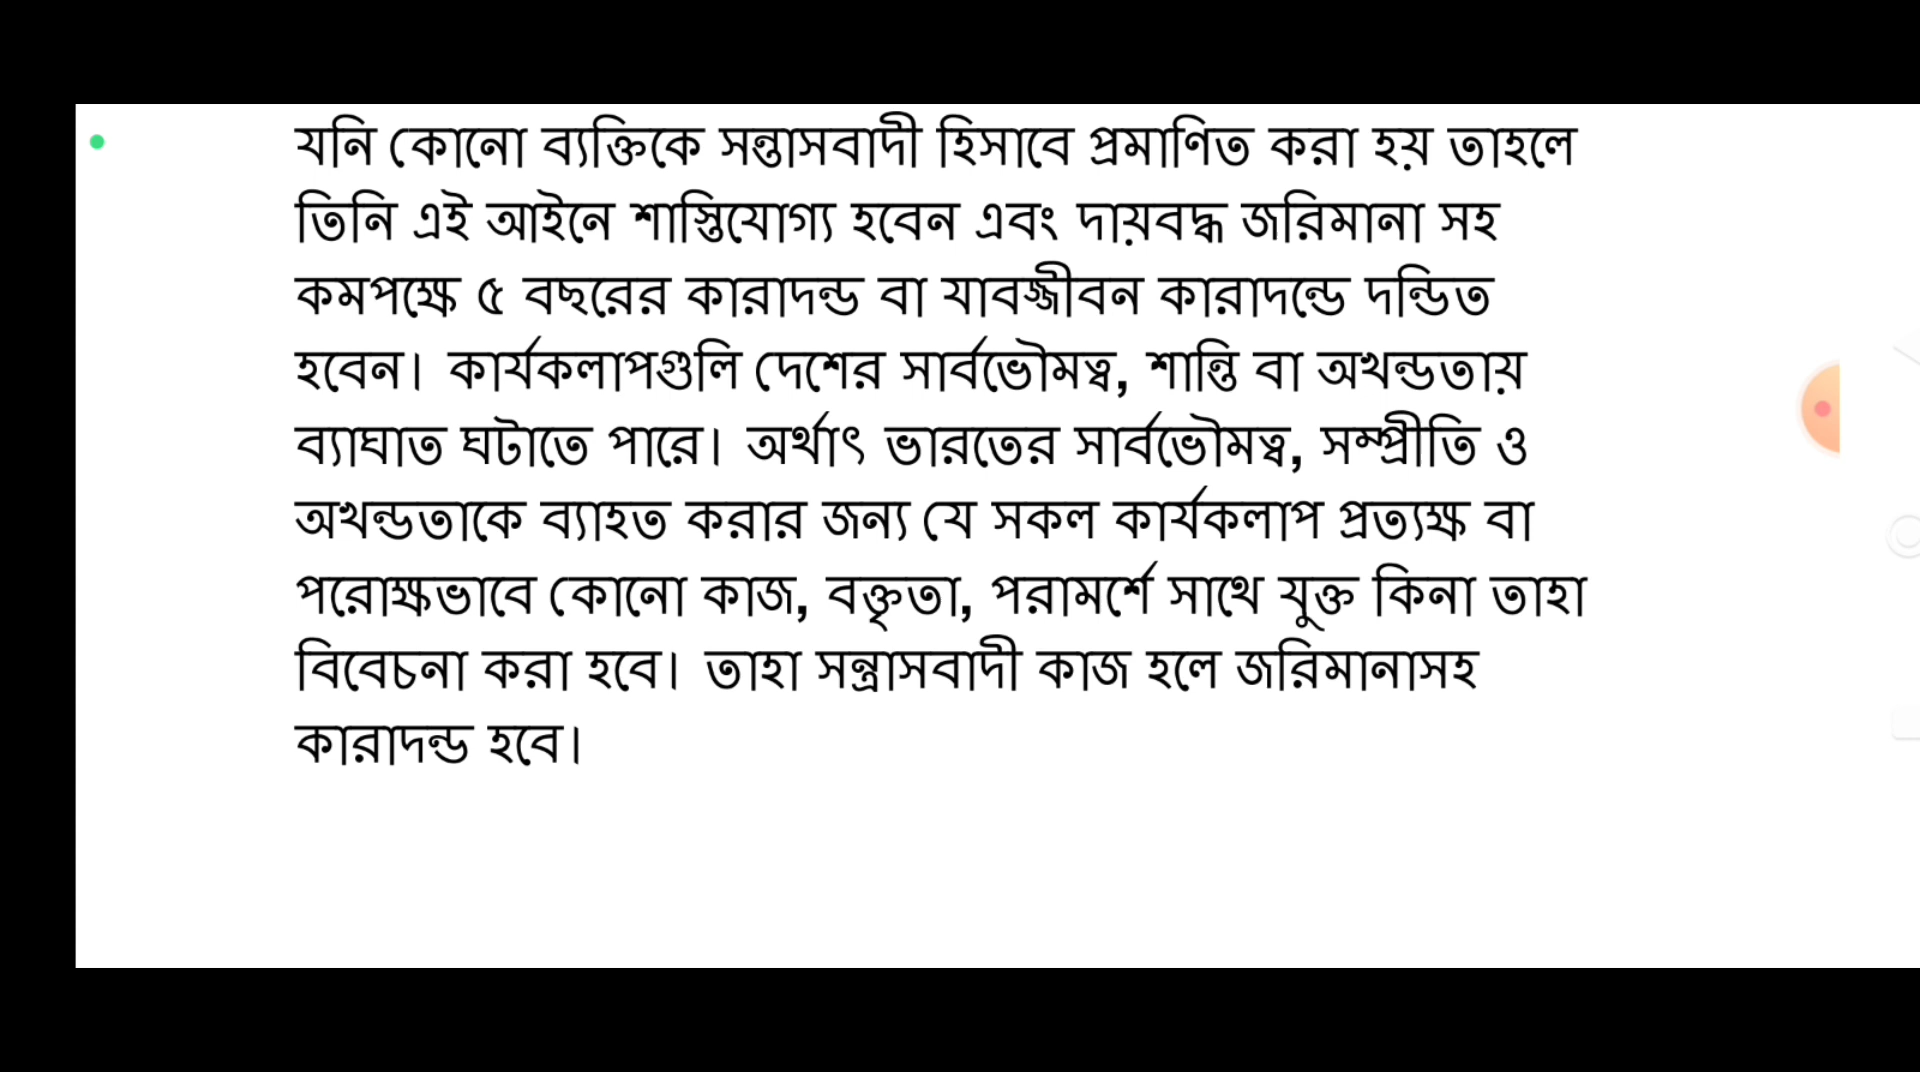 যনি কোনো ব্যক্তিকে সন্তাসবাদী হিসাবে প্রমাণিত করা হয় তাহলে
তিনি এই আইনে শাস্তিযোগ্য হবেন এবং দায়বদ্ধ জরিমানা সহ
কমপক্ষে ৫ বছরের কারাদন্ড বা যাবজ্জীবন কারাদন্ডে দন্ডিত
হবেন। কার্যকলাপগুলি দেশের সার্বভৌমত্ব, শান্তি বা অখন্ডতায়
ব্যাঘাত ঘটাতে পারে। অর্থাৎ ভারতের সার্বভৌমত্ব, সম্প্রীতি ও
অখন্ডতাকে ব্যাহত করার জন্য যে সকল কার্যকলাপ প্রত্যক্ষ বা
পরোক্ষভাবে কোনো কাজ, বক্তৃতা, পরামর্শে সাথে যুক্ত কিনা তাহা
বিবেচনা করা হবে। তাহা সন্ত্রাসবাদী কাজ হলে জরিমানাসহ
কারাদন্ড হবে।